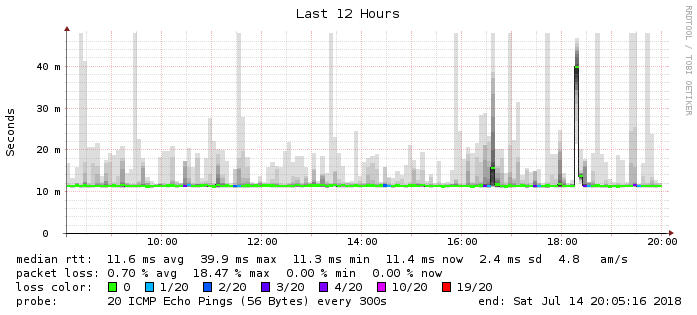 Last 12 Hours
RRDTOOL / TOBI OETIKER
Seconds
40 m
30 m
20 m
10 m
0
10:00 12:00 14:00 16:00 18:00 20:00
median rtt: 11.6 ms avg 39.9 ms max 11.3 ms min 11.4 ms now 2.4 ms sd 4.8 am/s
packet loss: 0.70 % avg 18.47 % max 0.00 % min 0.00 % now
loss color: 0 1/20 2/20 3/20 4/20 10/20 19/20
probe: 20 ICMP Echo Pings (56 Bytes) every 300s end: Sat Jul 14 20:05:16 2018